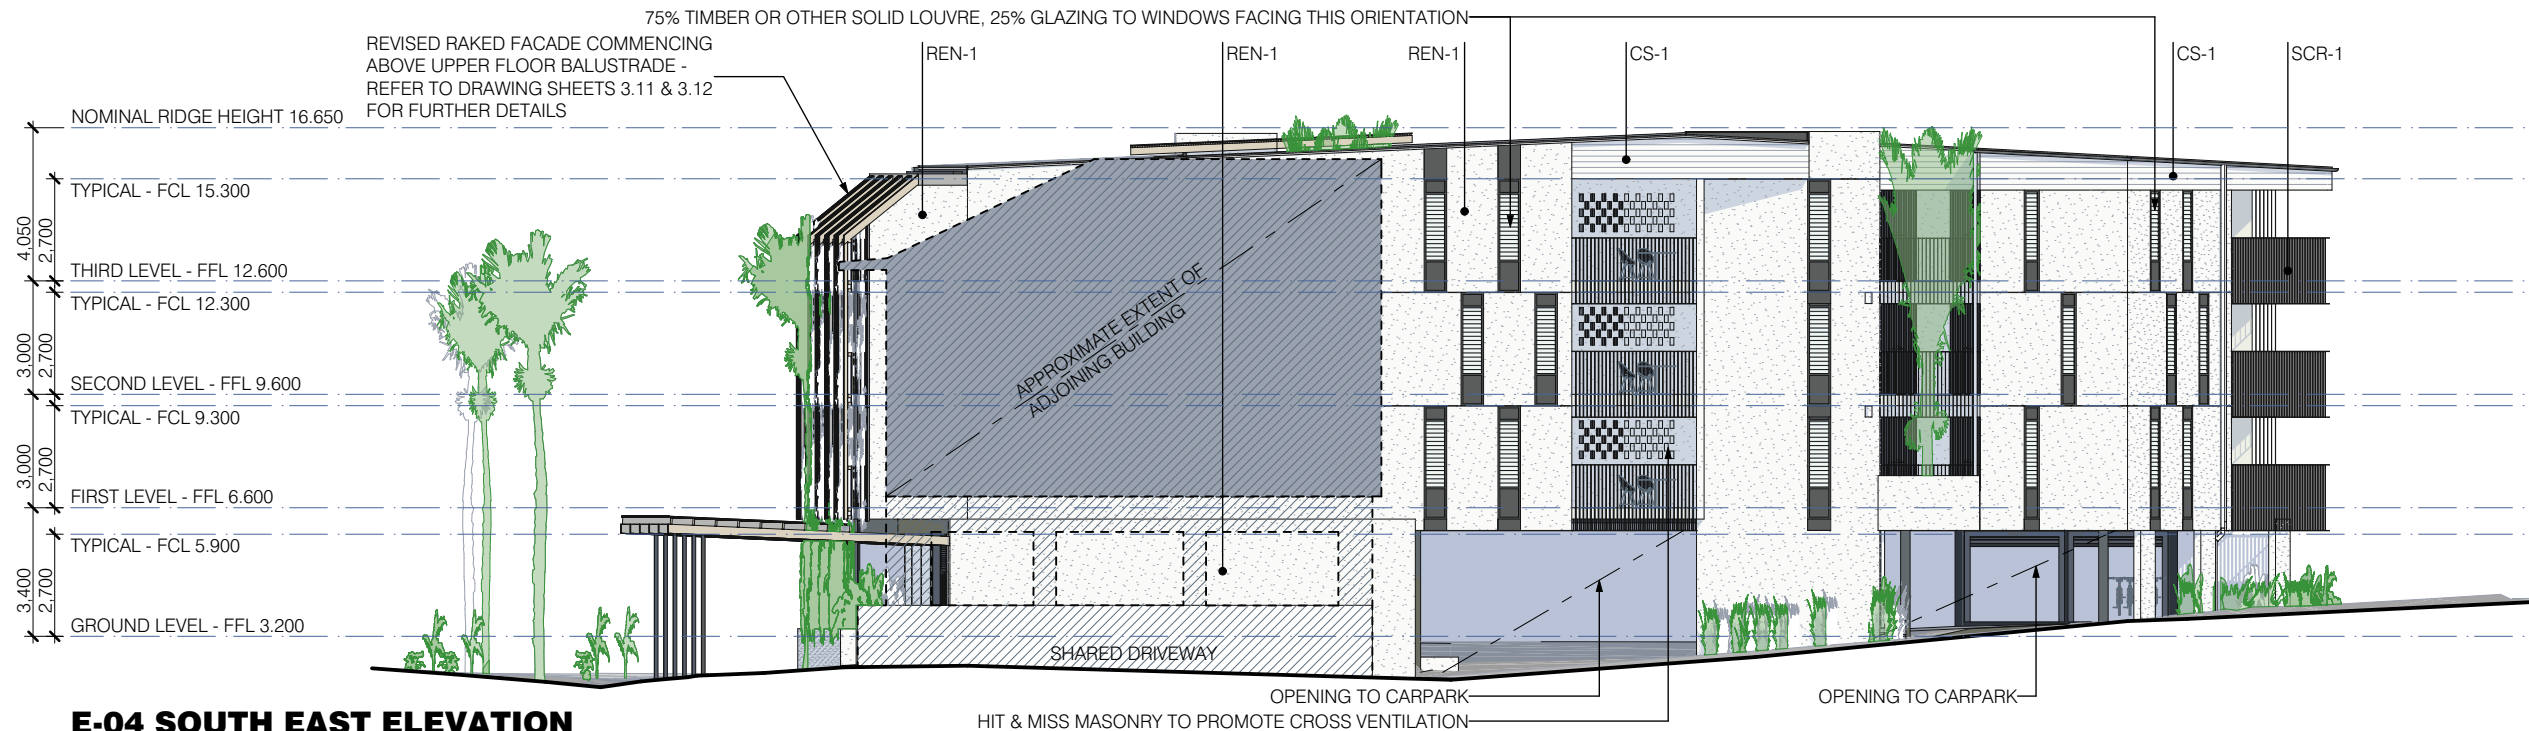 75% TIMBER OR OTHER SOLID LOUVRE, 25% GLAZING TO WINDOWS FACING THIS ORIENTATION
REVISED RAKED FACADE COMMENCING
ABOVE UPPER FLOOR BALUSTRADE -
REFER TO DRAWING SHEETS 3.11 & 3.12
FOR FURTHER DETAILS
REN-1
REN-1
REN-1
CS-1
CS-1
SCR-1
NOMINAL RIDGE HEIGHT 16.650
TYPICAL - FCL 15.300
THIRD LEVEL - FFL 12.600
TYPICAL - FCL 12.300
SECOND LEVEL - FFL 9.600
TYPICAL - FCL 9.300
FIRST LEVEL - FFL 6.600
TYPICAL - FCL 5.900
GROUND LEVEL - FFL 3.200
4,050
2,700
3,000
2,700
3,000
2,700
3,400
2,700
APPROXIMATE EXTENT OF
ADJOINING BUILDING
SHARED DRIVEWAY
OPENING TO CARPARK
OPENING TO CARPARK
HIT & MISS MASONRY TO PROMOTE CROSS VENTILATION
E-04 SOUTH EAST ELEVATION